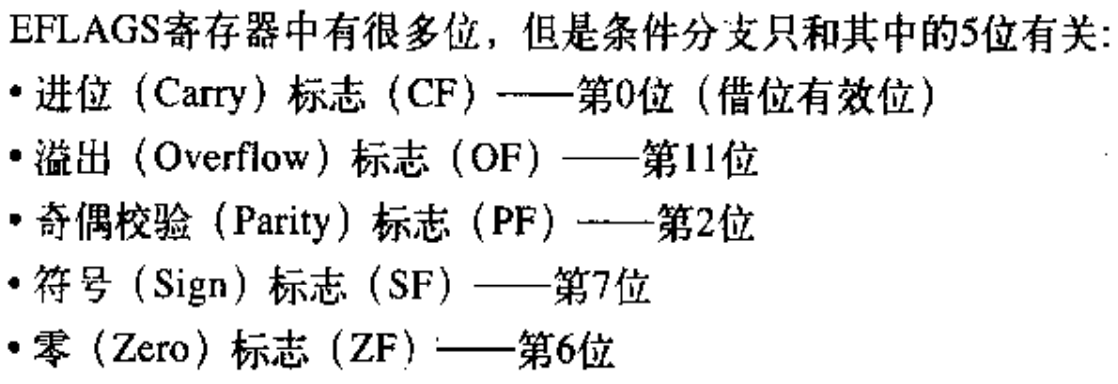 EFLAGS寄存器中有很多位，但是条件分支只和其中的5位有关:
• 进位（Carry）标志（CF）——第0位（借位有效位）
• 溢出（Overflow）标志（OF）——第11位
• 奇偶校验（Parity）标志（PF）——第2位
• 符号（Sign）标志（SF）——第7位
• 零（Zero）标志（ZF）——第6位